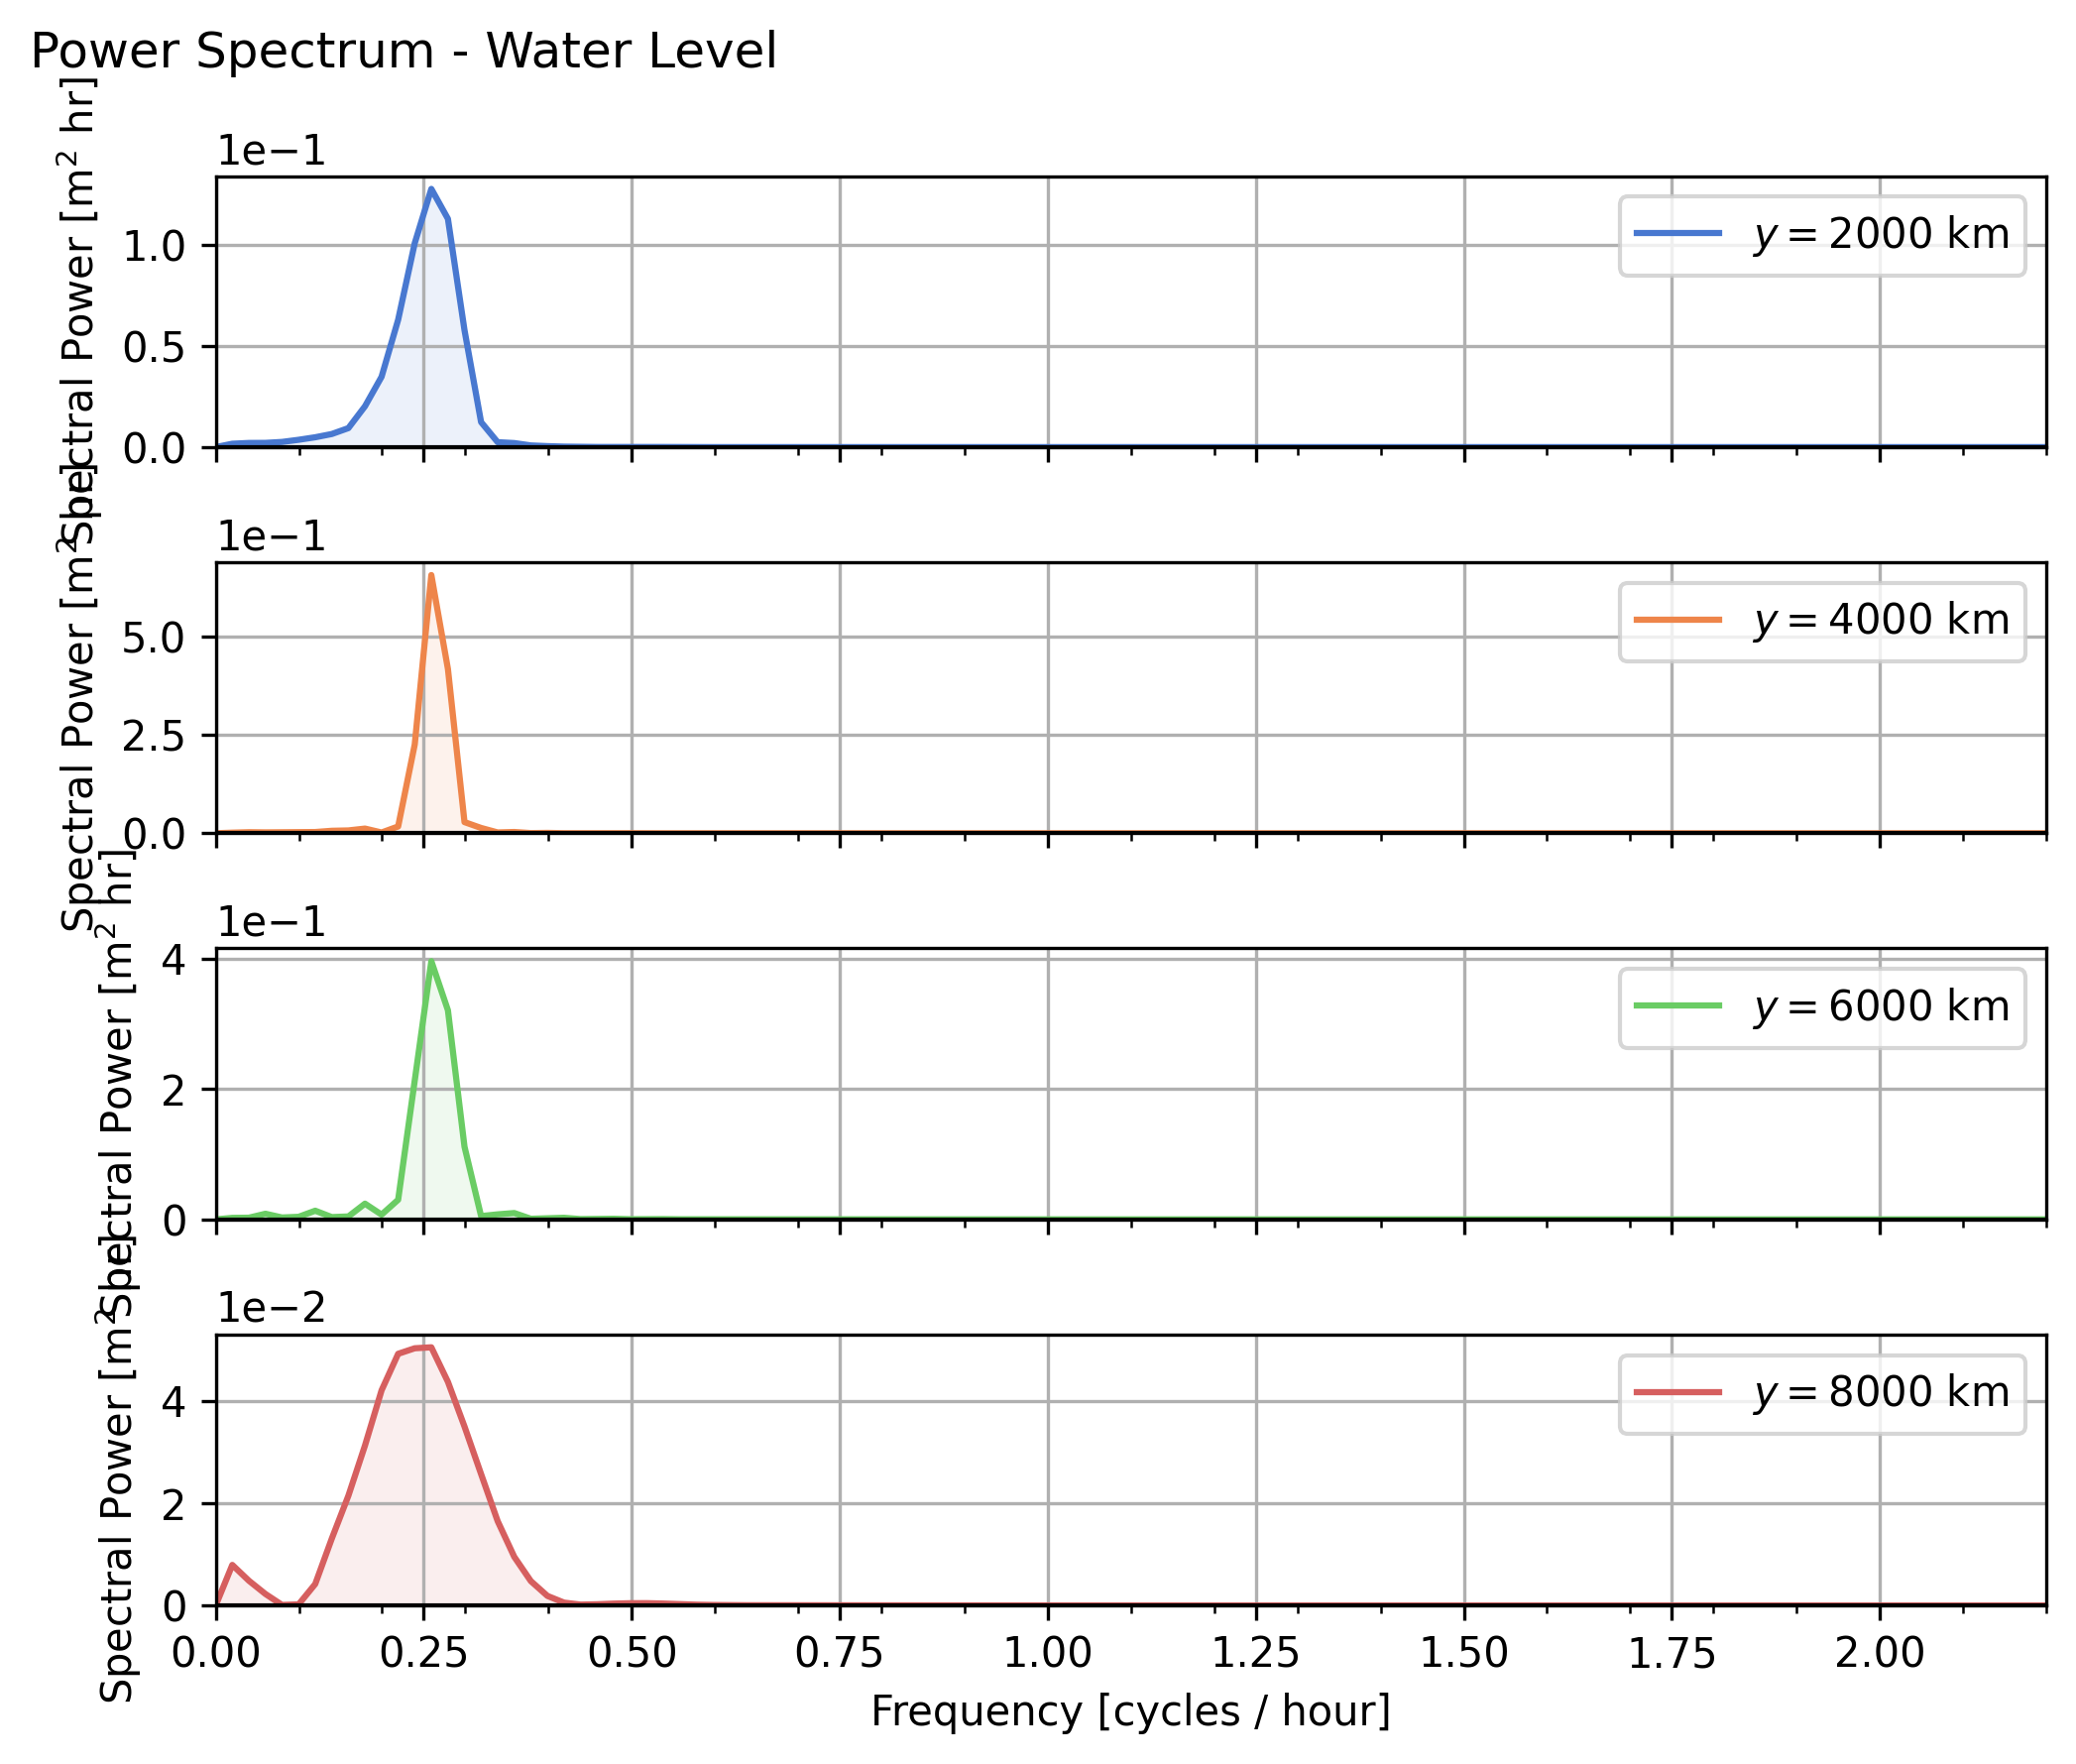 Power Spectrum - Water Level
1e−1
Spectral Power [m² hr]
1.0
0.5
0.0
y = 2000 km
1e−1
Spectral Power [m² hr]
5.0
2.5
0.0
y = 4000 km
1e−1
Spectral Power [m² hr]
4
2
0
y = 6000 km
1e−2
Spectral Power [m² hr]
4
2
0
y = 8000 km
0.00 0.25 0.50 0.75 1.00 1.25 1.50 1.75 2.00
Frequency [cycles / hour]